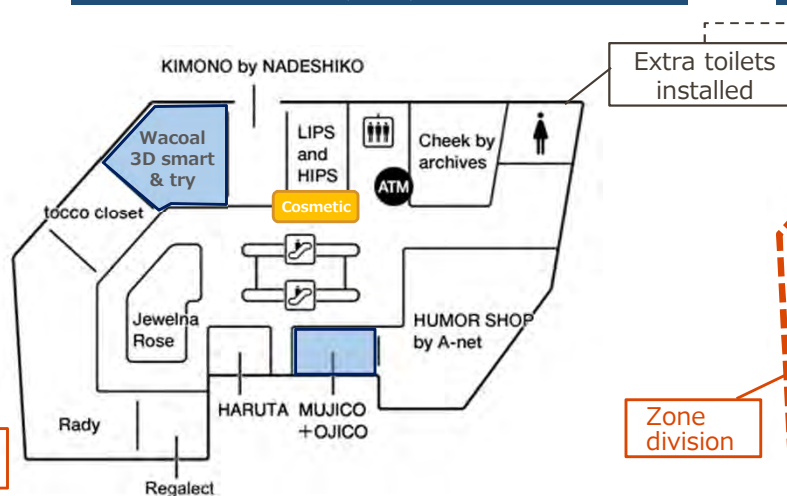 KIMONO by NADESHIKO
Extra toilets
installed
Wacoal
3D smart
& try
LIPS
and
HIPS
Cheek by
archives
ATM
Cosmetic
tocco closet
Jewelna
Rose
HUMOR SHOP
by A-net
HARUTA
MUJICO
+OJICO
Rady
Regalect
Zone
division